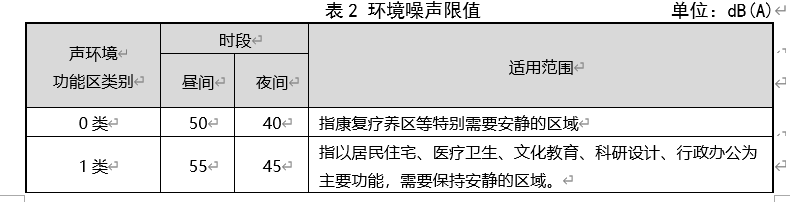 表 2 环境噪声限值 单位：dB(A)
声环境
功能区类别
时段
昼间 夜间
适用范围
0 类 50 40 指康复疗养区等特别需要安静的区域
1 类 55 45 指以居民住宅、医疗卫生、文化教育、科研设计、行政办公为
主要功能，需要保持安静的区域。